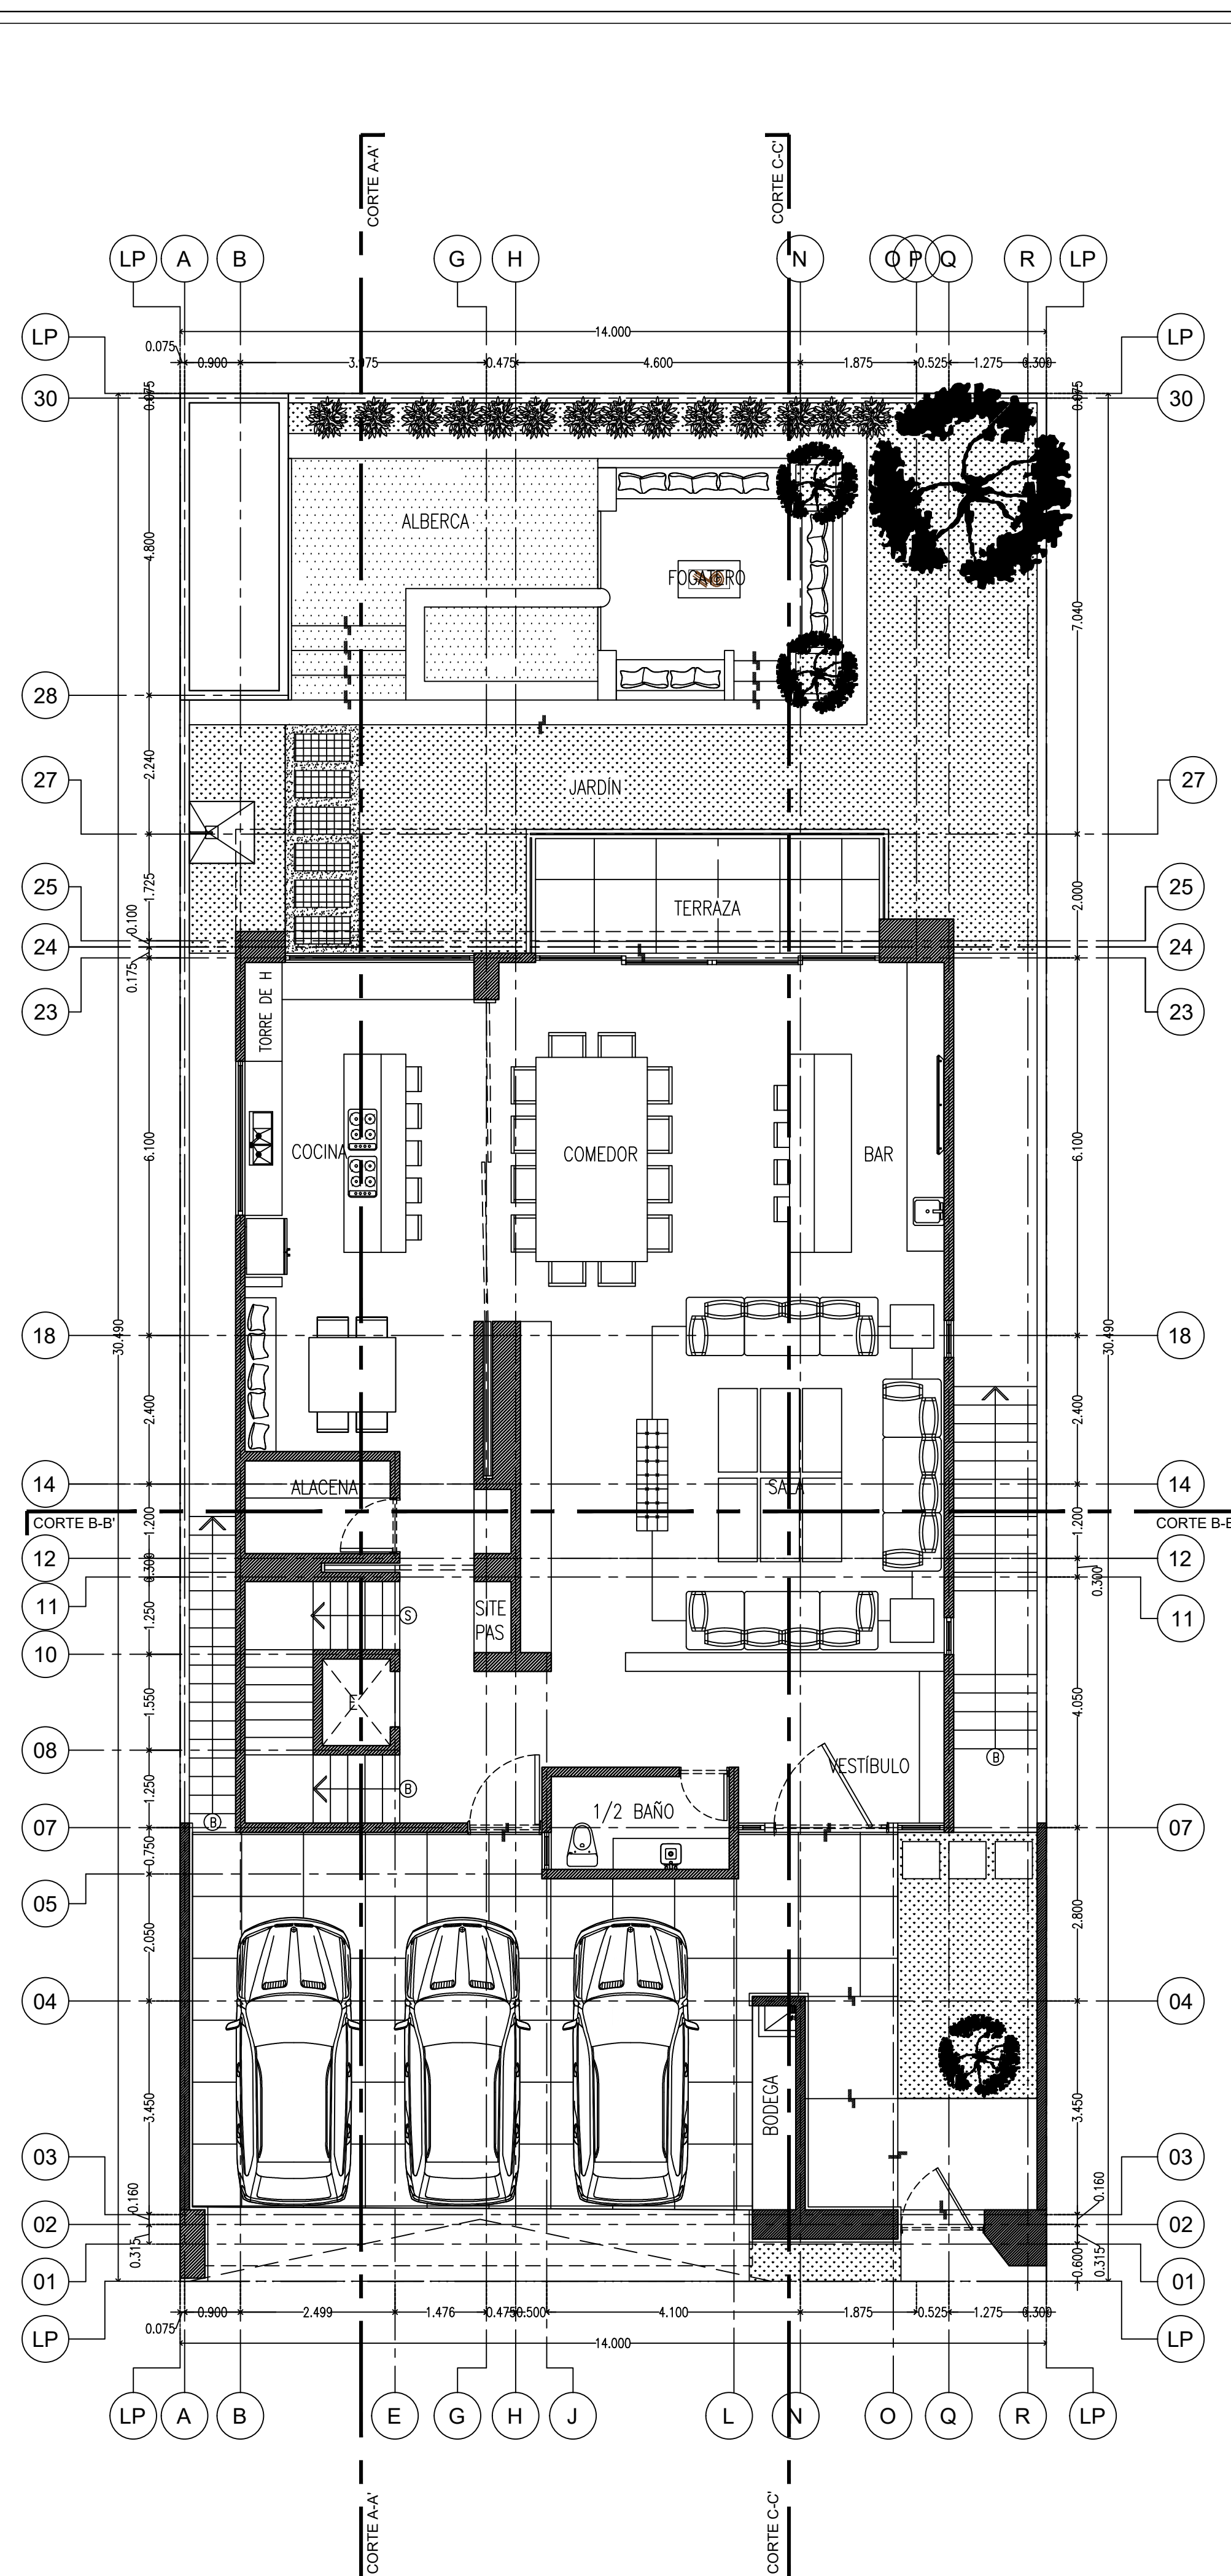 CORTE A-A'
CORTE C-C'
LP
A
B
G
H
N
O
P
Q
R
LP
14.000
0.075
0.900
3.975
0.475
4.600
1.875
0.525
1.275
0.300
LP
LP
0.075
0.075
30
30
ALBERCA
4.800
FOGATERO
7.040
28
2.240
27
JARDÍN
27
1.725
25
TERRAZA
2.000
25
0.100
24
24
0.175
23
TORRE DE H
23
6.100
COCINA
COMEDOR
BAR
6.100
18
30.490
30.490
18
2.400
2.400
14
ALACENA
SALA
14
CORTE B-B'
1.200
1.200
CORTE B-B
12
12
0.300
0.300
11
1.250
S
SITE
PAS
11
10
1.550
E
4.050
08
B
1.250
B
VESTÍBULO
1/2 BAÑO
07
B
07
0.750
05
2.050
2.800
04
04
3.450
BODEGA
3.450
03
03
0.160
0.160
02
02
0.315
0.600
0.315
01
01
LP
LP
0.075
0.900
2.499
1.476
0.475
0.500
4.100
1.875
0.525
1.275
0.300
14.000
LP
A
B
E
G
H
J
L
N
O
Q
R
LP
CORTE A-A'
CORTE C-C'